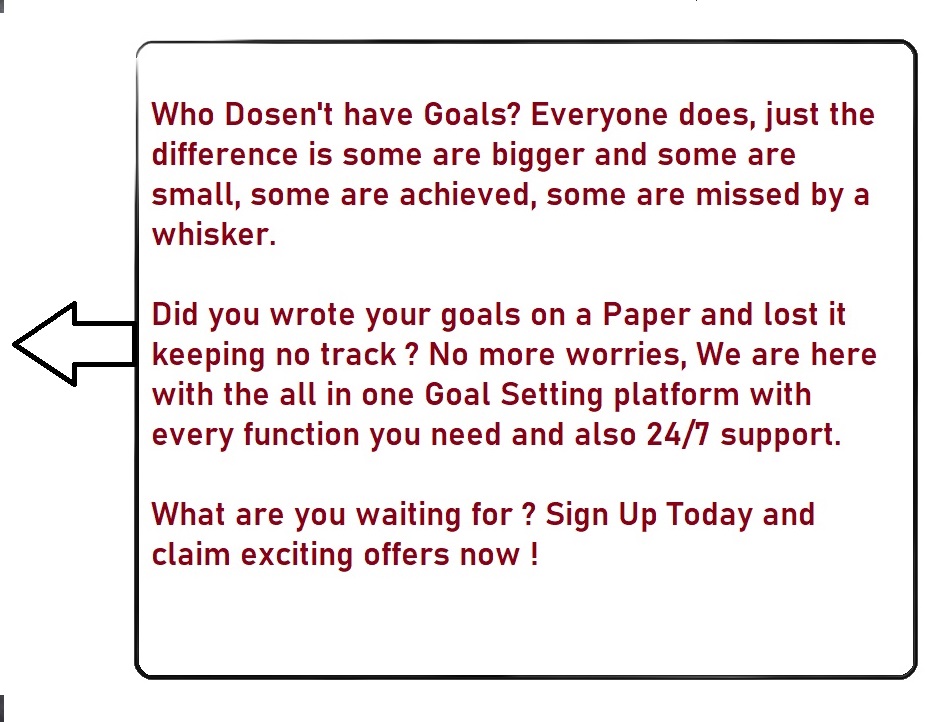 Who Dosen't have Goals? Everyone does, just the
difference is some are bigger and some are
small, some are achieved, some are missed by a
whisker.
Did you wrote your goals on a Paper and lost it
keeping no track ? No more worries, We are here
with the all in one Goal Setting platform with
every function you need and also 24/7 support.
What are you waiting for ? Sign Up Today and
claim exciting offers now !